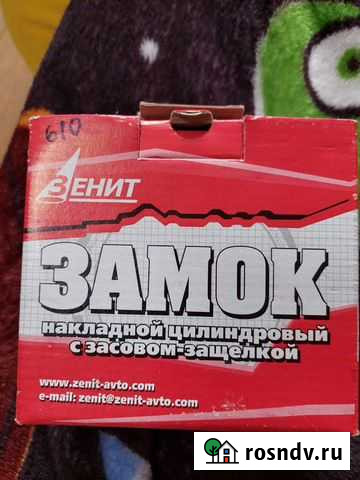 610
ЗЕНИТ
ЗАМОК
накладной цилиндровый
с засовом-защелкой
www.zenit-avto.com
e-mail: zenit@zenit-avto.com
rosndv.ru